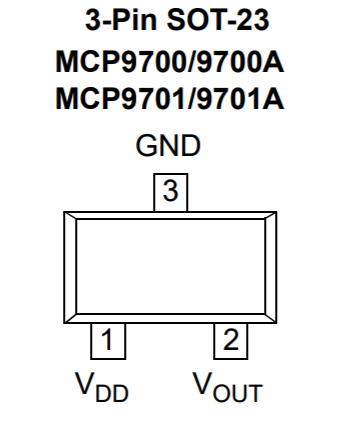 3-Pin SOT-23
MCP9700/9700A
MCP9701/9701A
GND
3
1 2
VDD VOUT